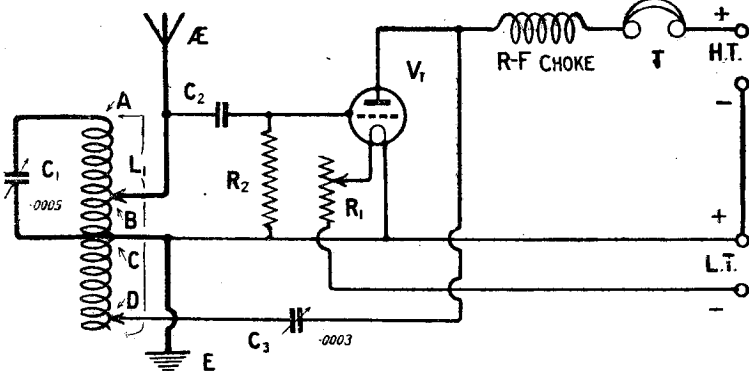 Æ
+
H.T.
R-F CHOKE
T
V₁
C₂
A
−
L₁
C₁
.0005
R₂
R₁
B
+
C
L.T.
D
−
C₃
.0003
E